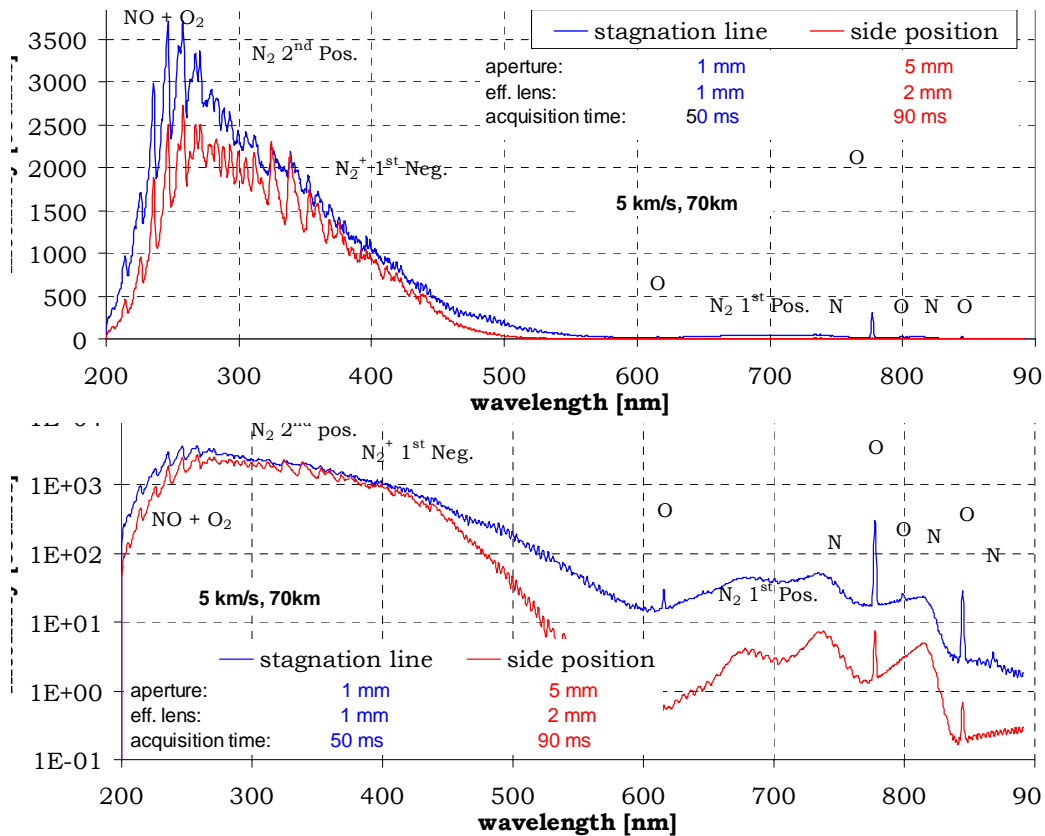 NO + O₂
3500
stagnation line side position
N₂ 2ⁿᵈ Pos.
aperture: 1 mm 5 mm
3000
eff. lens: 1 mm 2 mm
acquisition time: 50 ms 90 ms
2500
2000
O
N₂⁺ 1ˢᵗ Neg.
1500
5 km/s, 70km
1000
O
500
N₂ 1ˢᵗ Pos. N O N O
0
200 300 400 500 600 700 800 90
wavelength [nm]
N₂ 2ⁿᵈ pos.
N₂⁺ 1ˢᵗ Neg.
O
1E+03
NO + O₂
O O O
1E+02
N N N
5 km/s, 70km
N₂ 1ˢᵗ Pos.
1E+01
stagnation line side position
aperture: 1 mm 5 mm
1E+00
eff. lens: 1 mm 2 mm
acquisition time: 50 ms 90 ms
1E-01
200 300 400 500 600 700 800 90
wavelength [nm]